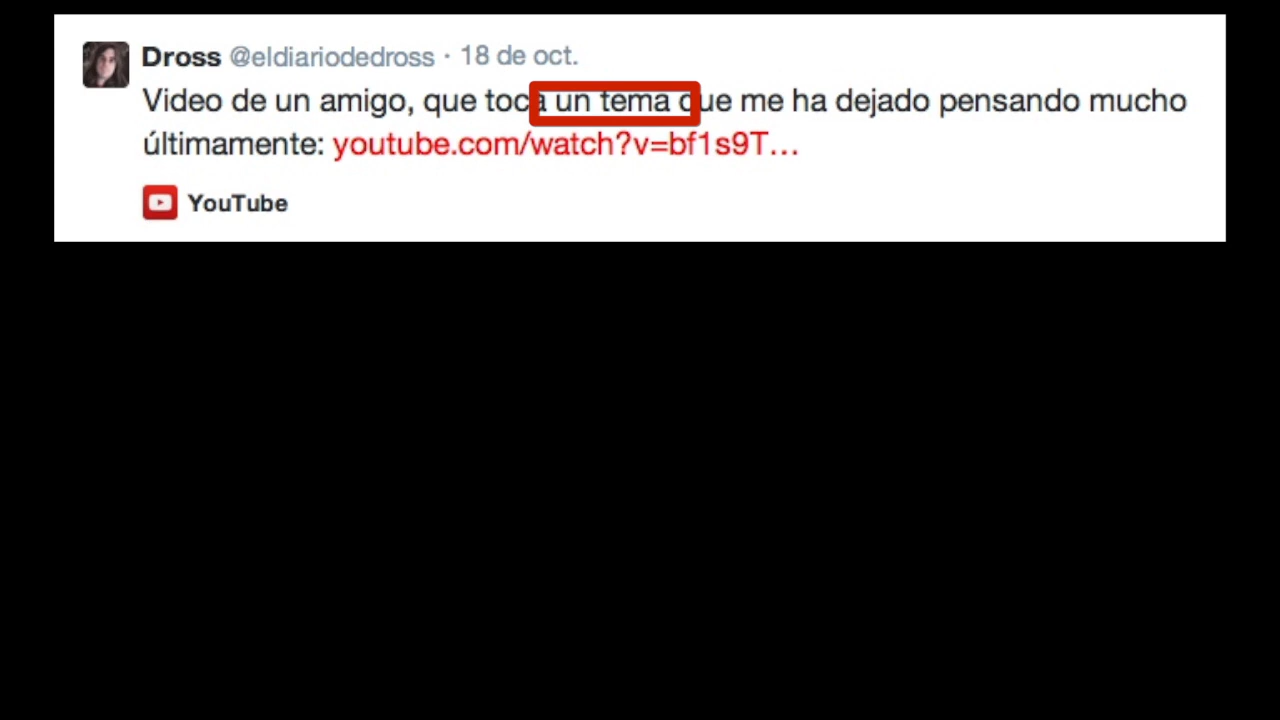 Dross @eldiariodedross · 18 de oct.
Video de un amigo, que toca un tema que me ha dejado pensando mucho
últimamente: youtube.com/watch?v=bf1s9T…
YouTube